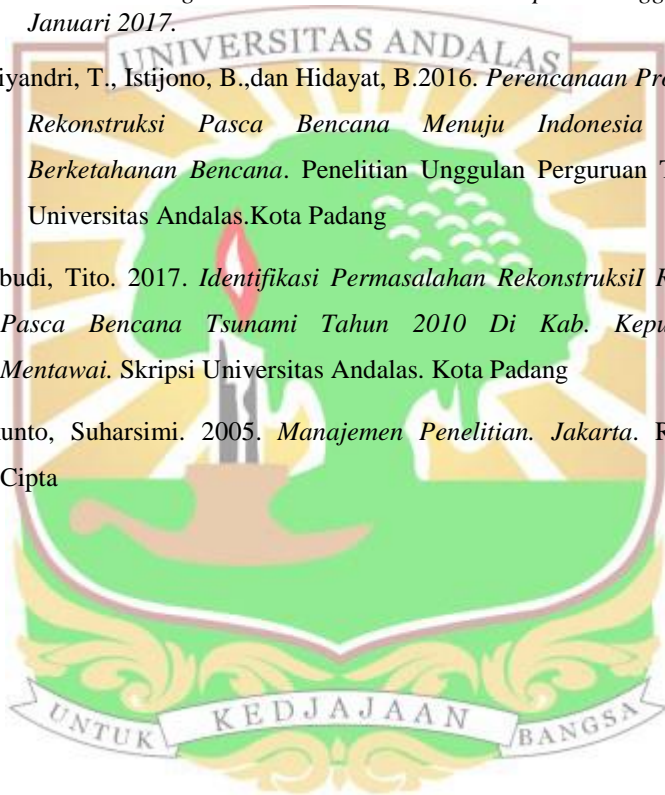 Januari 2017.
UNIVERSITAS ANDALAS
iyandri, T., Istijono, B.,dan Hidayat, B.2016. Perencanaan Pro
Rekonstruksi Pasca Bencana Menuju Indonesia
Berketahanan Bencana. Penelitian Unggulan Perguruan T
Universitas Andalas.Kota Padang
budi, Tito. 2017. Identifikasi Permasalahan RekonstruksiI R
Pasca Bencana Tsunami Tahun 2010 Di Kab. Kepu
Mentawai. Skripsi Universitas Andalas. Kota Padang
unto, Suharsimi. 2005. Manajemen Penelitian. Jakarta. R
Cipta
UNTUK KEDJAJAAN BANGSA